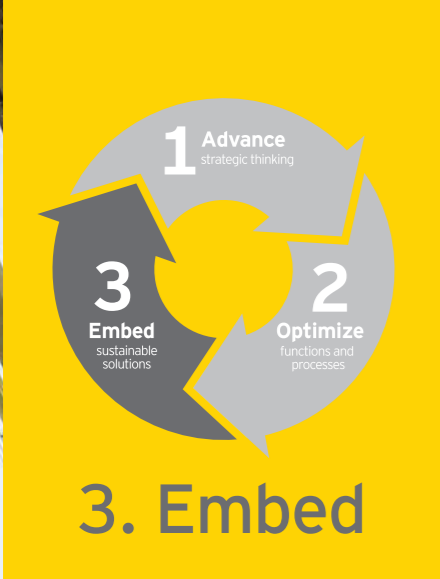 1 Advance
strategic thinking
2
Optimize
functions and
processes
3
Embed
sustainable
solutions
3. Embed